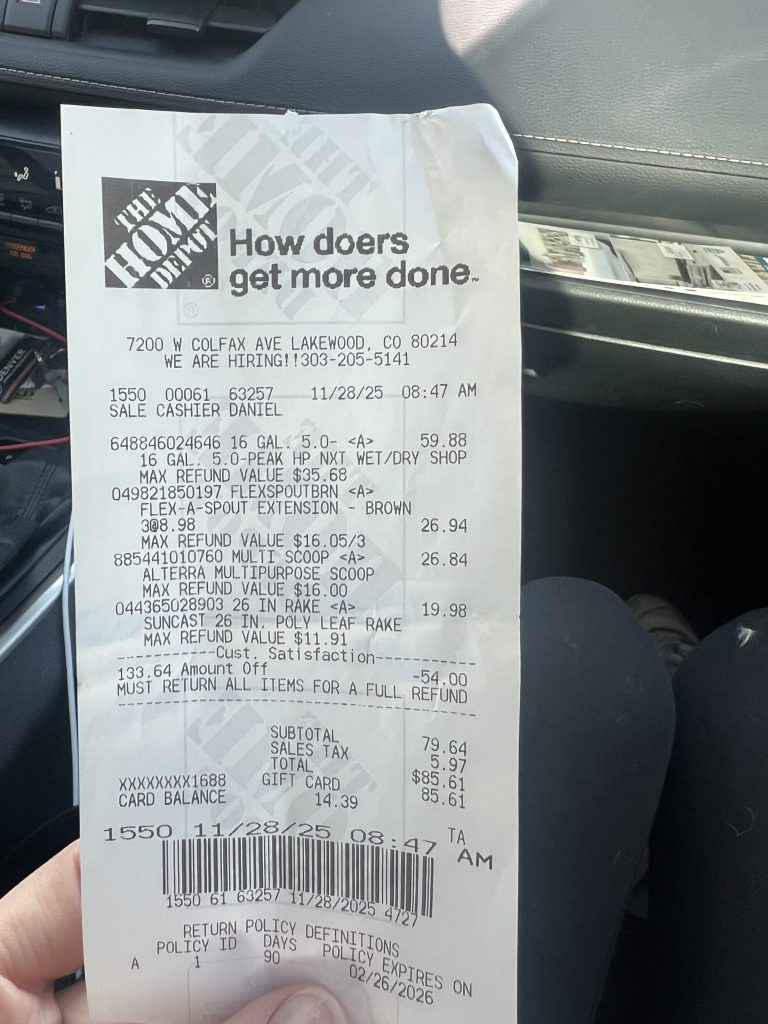 THE
HOME
DEPOT
®
How doers
get more done.™
7200 W COLFAX AVE LAKEWOOD, CO 80214
WE ARE HIRING!!303-205-5141
1550 00061 63257 11/28/25 08:47 AM
SALE CASHIER DANIEL
648846024646 16 GAL. 5.0- <A> 59.88
16 GAL. 5.0-PEAK HP NXT WET/DRY SHOP
MAX REFUND VALUE $35.68
049821850197 FLEXSPOUTBRN <A>
FLEX-A-SPOUT EXTENSION - BROWN
3@8.98 26.94
MAX REFUND VALUE $16.05/3
885441010760 MULTI SCOOP <A> 26.84
ALTERRA MULTIPURPOSE SCOOP
MAX REFUND VALUE $16.00
044365028903 26 IN RAKE <A> 19.98
SUNCAST 26 IN. POLY LEAF RAKE
MAX REFUND VALUE $11.91
-----------Cust. Satisfaction-----------
133.64 Amount Off -54.00
MUST RETURN ALL ITEMS FOR A FULL REFUND
SUBTOTAL 79.64
SALES TAX 5.97
TOTAL $85.61
XXXXXXXX1688 GIFT CARD 85.61
CARD BALANCE 14.39
TA
1550 11/28/25 08:47 AM
1550 61 63257 11/28/2025 4727
RETURN POLICY DEFINITIONS
POLICY ID DAYS POLICY EXPIRES ON
A 1 90 02/26/2026
PASSENGER
AIR BAG